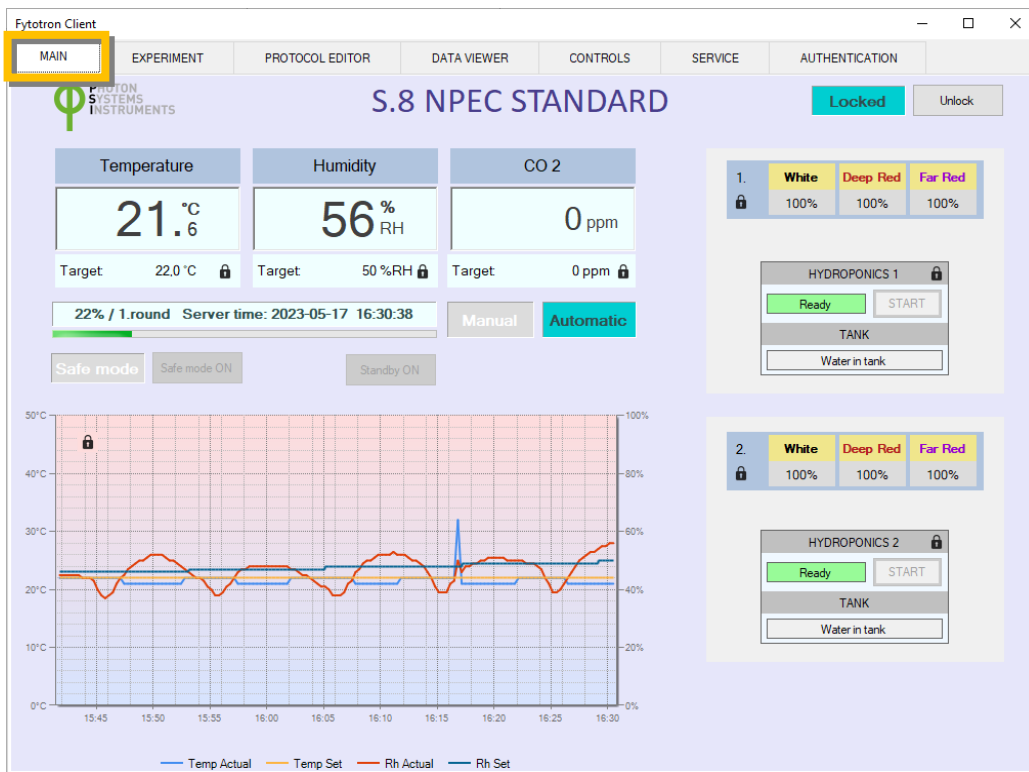 Fytotron Client
MAIN EXPERIMENT PROTOCOL EDITOR DATA VIEWER CONTROLS SERVICE AUTHENTICATION
PHOTON
SYSTEMS
INSTRUMENTS
S.8 NPEC STANDARD
Locked Unlock
Temperature Humidity CO 2
21.6 °C 56 % RH 0 ppm
Target: 22,0 °C Target: 50 %RH Target: 0 ppm
22% / 1.round Server time: 2023-05-17 16:30:38
Manual Automatic
Safe mode Safe mode ON Standby ON
1. White Deep Red Far Red
100% 100% 100%
HYDROPONICS 1
Ready START
TANK
Water in tank
2. White Deep Red Far Red
100% 100% 100%
HYDROPONICS 2
Ready START
TANK
Water in tank
50°C 100%
40°C 80%
30°C 60%
20°C 40%
10°C 20%
0°C 0%
15:45 15:50 15:55 16:00 16:05 16:10 16:15 16:20 16:25 16:30
Temp Actual Temp Set Rh Actual Rh Set